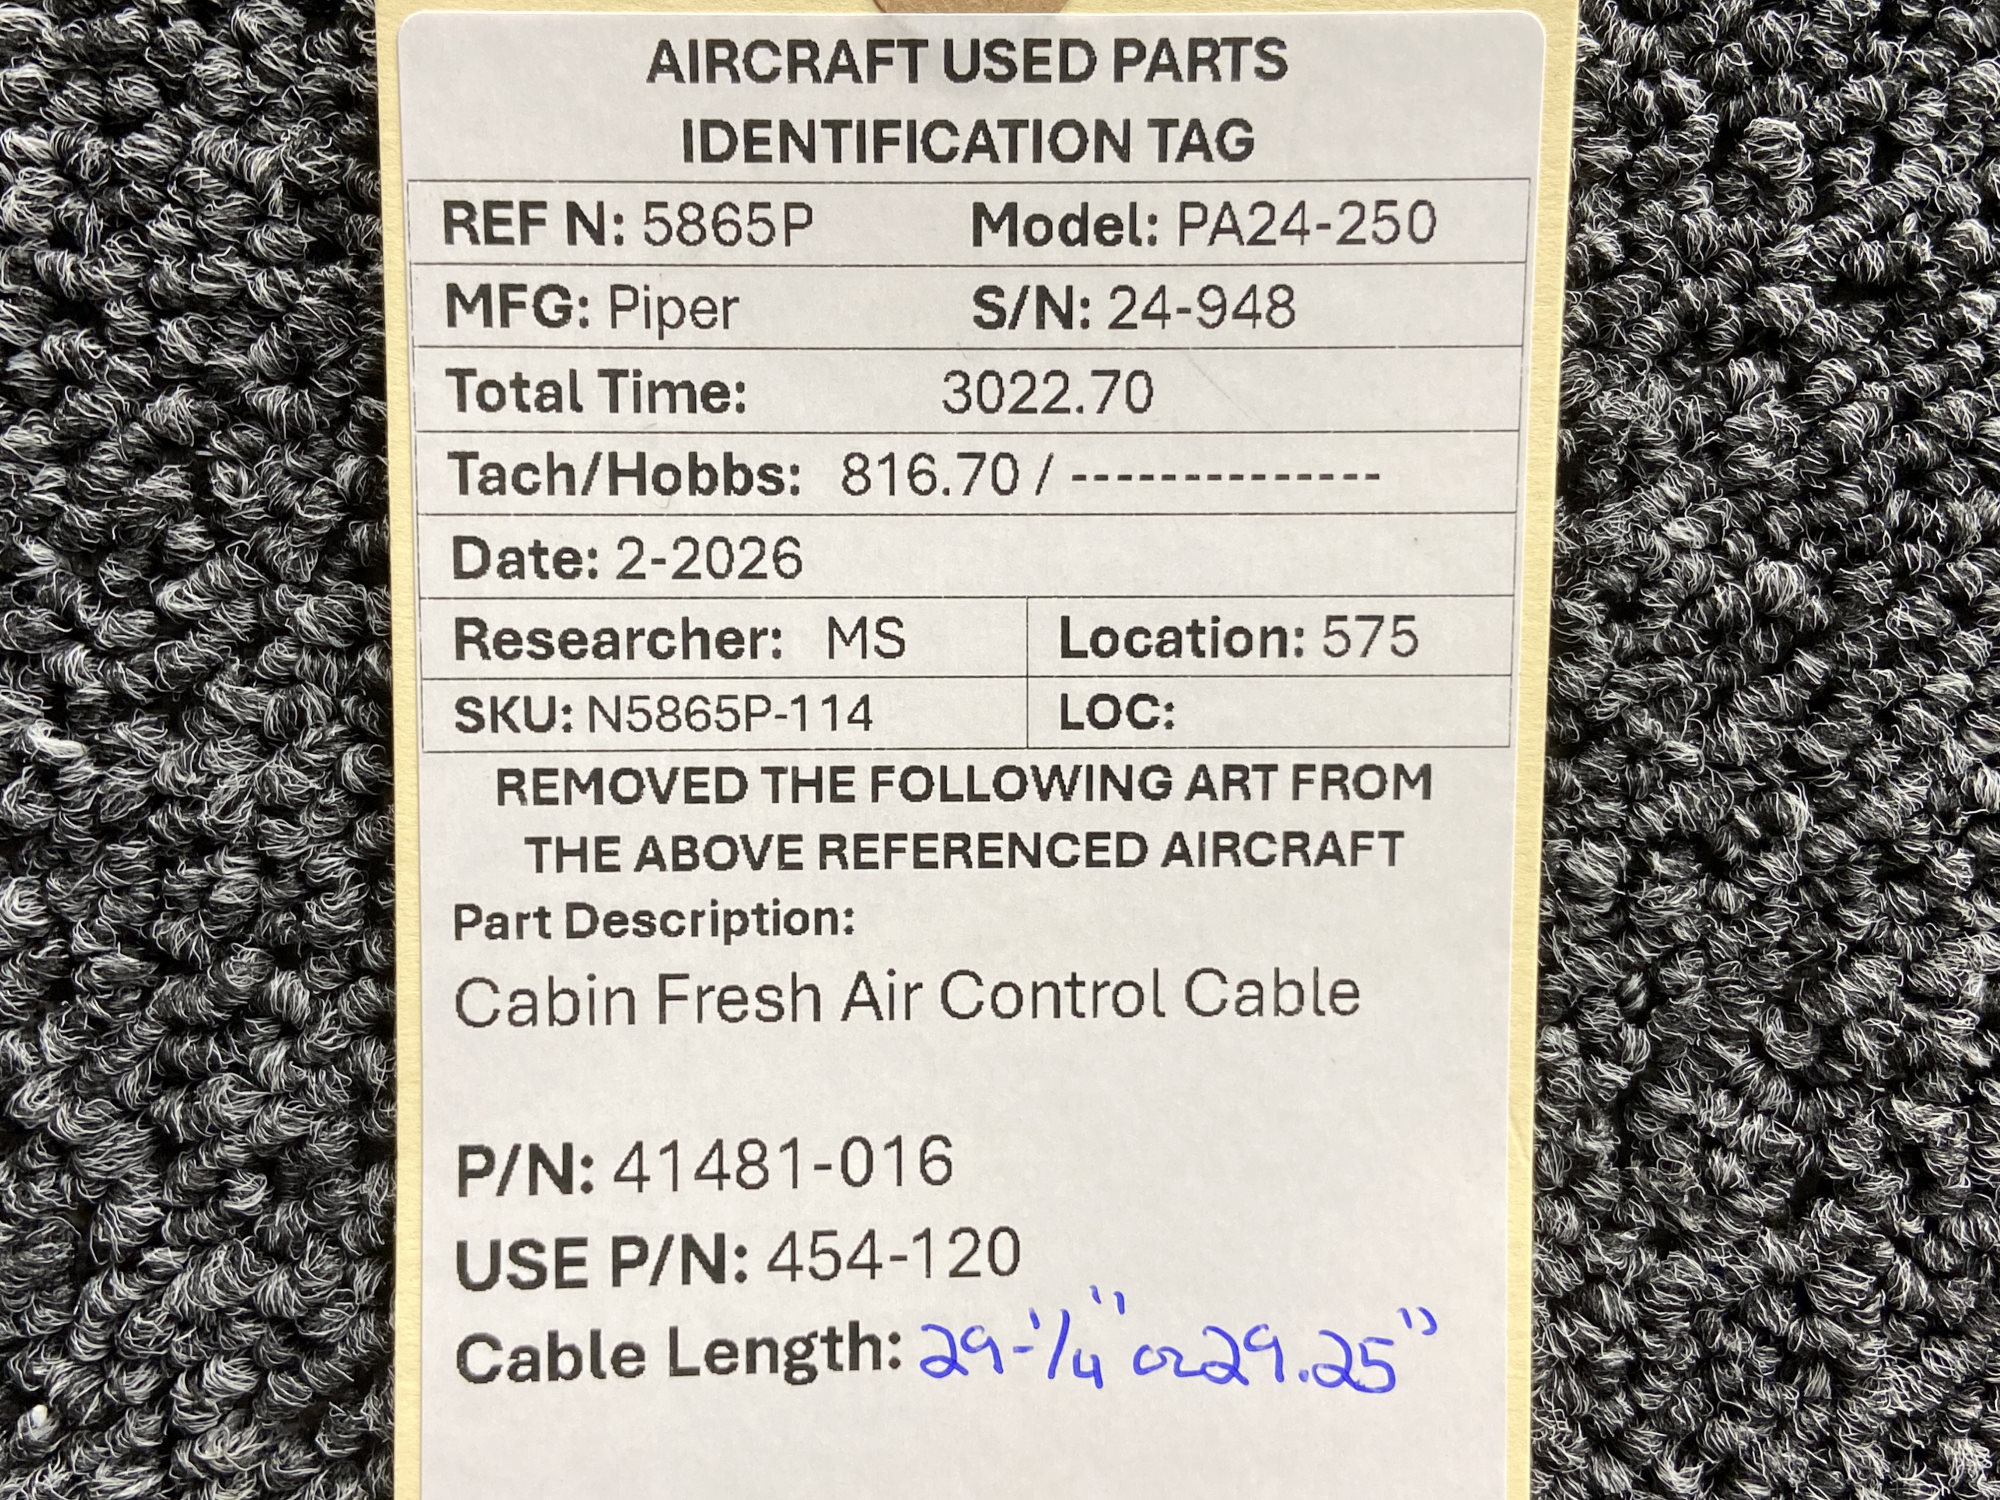 AIRCRAFT USED PARTS
IDENTIFICATION TAG
REF N: 5865P Model: PA24-250
MFG: Piper S/N: 24-948
Total Time: 3022.70
Tach/Hobbs: 816.70 / --------------
Date: 2-2026
Researcher: MS Location: 575
SKU: N5865P-114 LOC:
REMOVED THE FOLLOWING ART FROM
THE ABOVE REFERENCED AIRCRAFT
Part Description:
Cabin Fresh Air Control Cable
P/N: 41481-016
USE P/N: 454-120
Cable Length: 29-1/4" or 29.25"